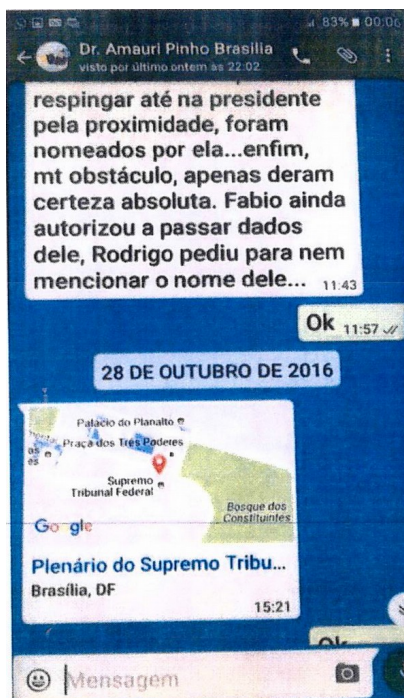 83% 00:06
Dr. Amauri Pinho Brasilia
visto por último ontem às 22:02
respingar até na presidente
pela proximidade, foram
nomeados por ela...enfim,
mt obstáculo, apenas deram
certeza absoluta. Fabio ainda
autorizou a passar dados
dele, Rodrigo pediu para nem
mencionar o nome dele...
11:43
Ok 11:57
28 DE OUTUBRO DE 2016
Palácio do Planalto
Praça dos Três Poderes
Supremo
Tribunal Federal
Bosque dos
Constituintes
Google
Plenário do Supremo Tribu...
Brasília, DF
15:21
Ok
Mensagem